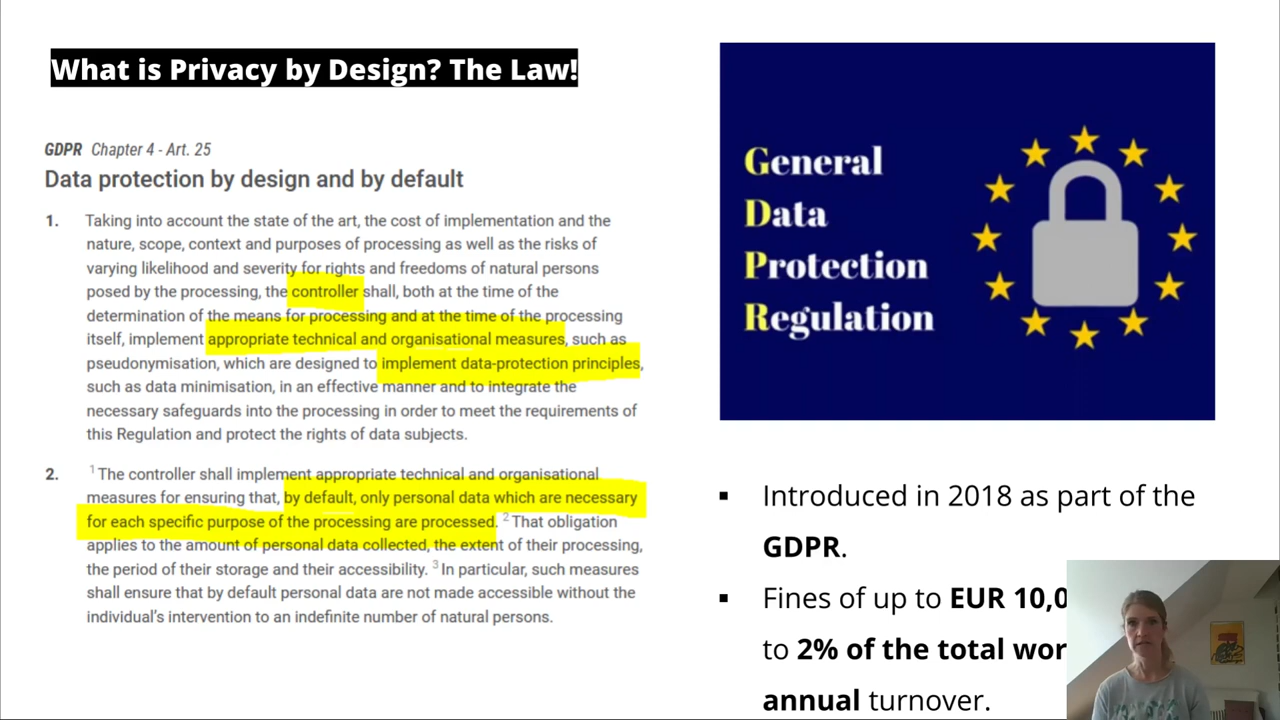 What is Privacy by Design? The Law!
GDPR Chapter 4 - Art. 25
Data protection by design and by default
1. Taking into account the state of the art, the cost of implementation and the
nature, scope, context and purposes of processing as well as the risks of
varying likelihood and severity for rights and freedoms of natural persons
posed by the processing, the controller shall, both at the time of the
determination of the means for processing and at the time of the processing
itself, implement appropriate technical and organisational measures, such as
pseudonymisation, which are designed to implement data-protection principles,
such as data minimisation, in an effective manner and to integrate the
necessary safeguards into the processing in order to meet the requirements of
this Regulation and protect the rights of data subjects.
2. 1 The controller shall implement appropriate technical and organisational
measures for ensuring that, by default, only personal data which are necessary
for each specific purpose of the processing are processed. 2 That obligation
applies to the amount of personal data collected, the extent of their processing,
the period of their storage and their accessibility. 3 In particular, such measures
shall ensure that by default personal data are not made accessible without the
individual's intervention to an indefinite number of natural persons.
General
Data
Protection
Regulation
▪ Introduced in 2018 as part of the
GDPR.
▪ Fines of up to EUR 10,0
to 2% of the total wor
annual turnover.